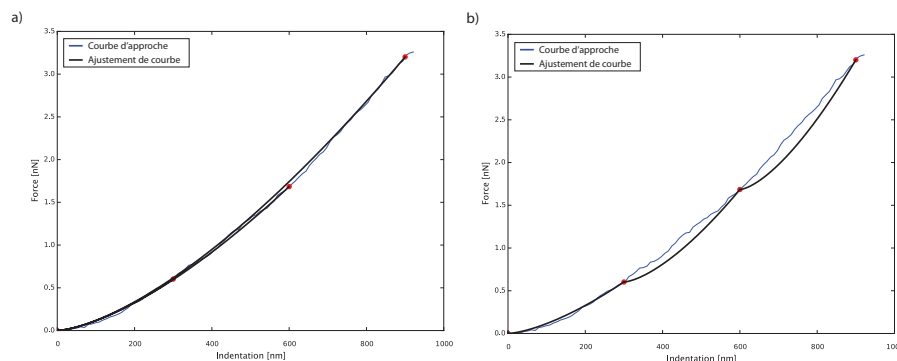 a)
3.5
3.0
2.5
2.0
1.5
1.0
0.5
0.0
Force [nN]
Courbe d'approche
Ajustement de courbe
0 200 400 600 800 1000
Indentation [nm]
b)
3.5
3.0
2.5
2.0
1.5
1.0
0.5
0.0
Force [nN]
Courbe d'approche
Ajustement de courbe
0 200 400 600 800 1000
Indentation [nm]